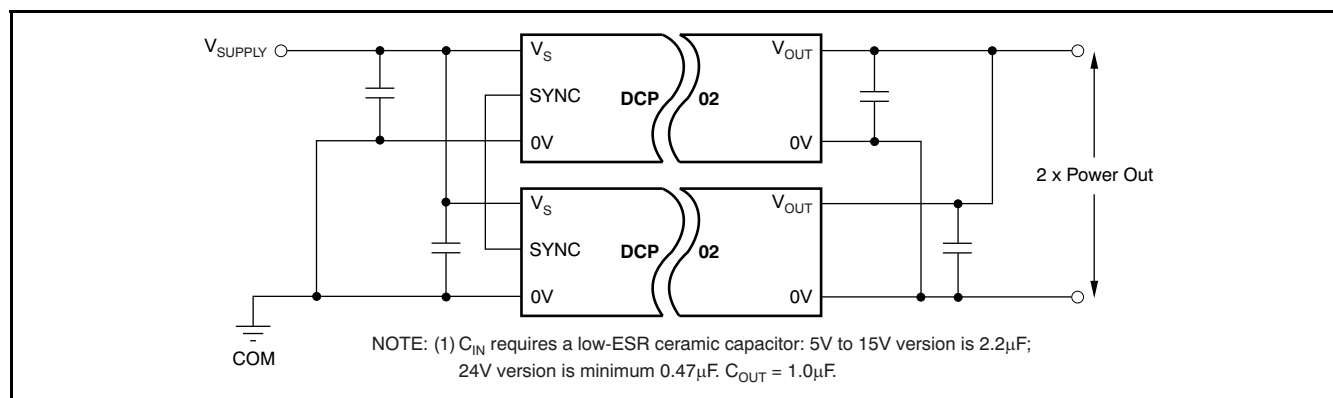 V_SUPPLY
V_S
SYNC
0V
DCP 02
V_OUT
0V
V_S
SYNC
0V
DCP 02
V_OUT
0V
2 x Power Out
COM
NOTE: (1) C_IN requires a low-ESR ceramic capacitor: 5V to 15V version is 2.2μF;
24V version is minimum 0.47μF. C_OUT = 1.0μF.